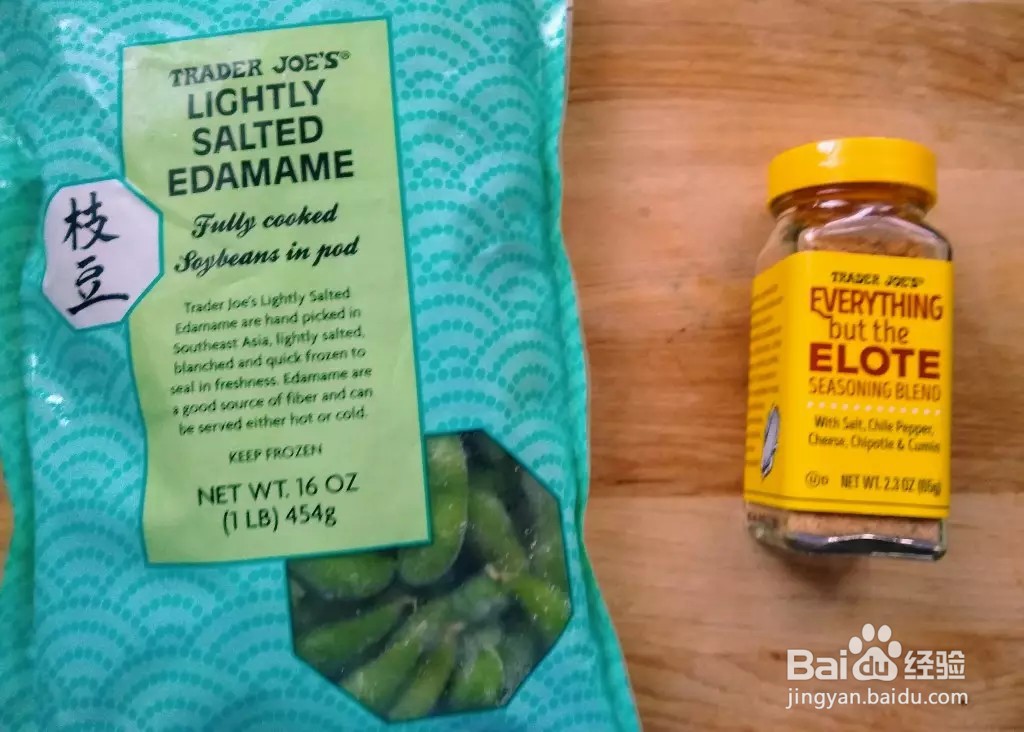 TRADER JOE'S®
LIGHTLY
SALTED
EDAMAME
Fully cooked
Soybeans in pod
枝
豆
Trader Joe's Lightly Salted
Edamame are hand picked in
Southeast Asia, lightly salted,
blanched and quick frozen to
seal in freshness. Edamame are
a good source of fiber and can
be served either hot or cold.
KEEP FROZEN
NET WT. 16 OZ
(1 LB) 454g
TRADER JOE'S®
EVERYTHING
but the
ELOTE
SEASONING BLEND
With Salt, Chile Pepper,
Cheese, Chipotle & Cumin
NET WT. 2.3 OZ (65g)
Baidu经验
jingyan.baidu.com